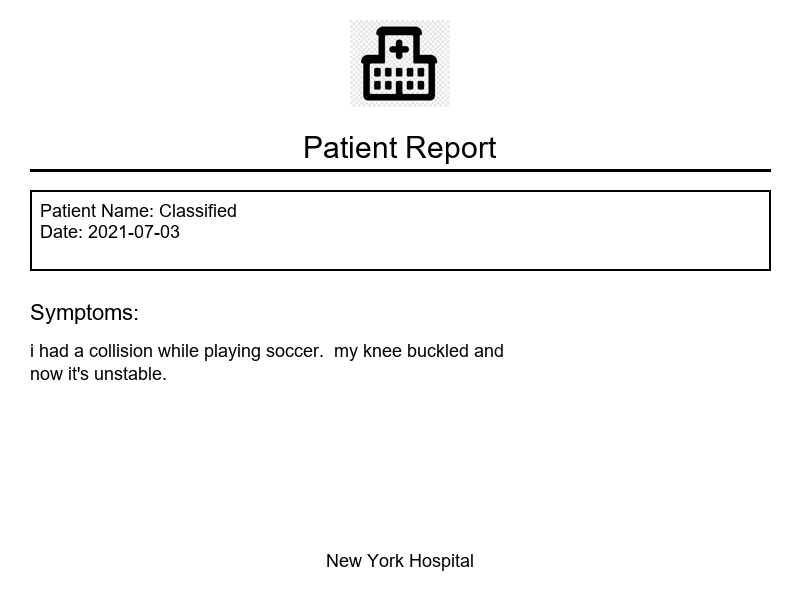 Patient Report
Patient Name: Classified
Date: 2021-07-03
Symptoms:
i had a collision while playing soccer.  my knee buckled and
now it's unstable.
New York Hospital